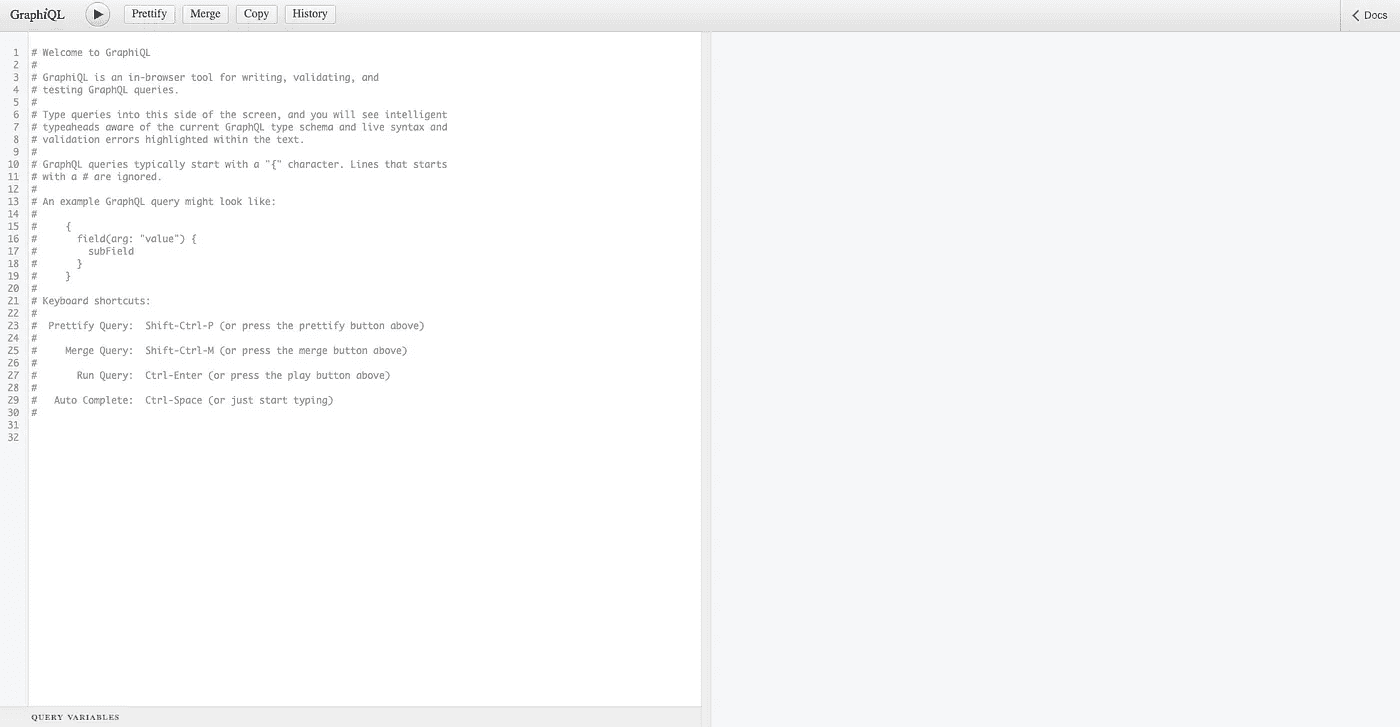 GraphiQL Prettify Merge Copy History Docs
1 # Welcome to GraphiQL
2 #
3 # GraphiQL is an in-browser tool for writing, validating, and
4 # testing GraphQL queries.
5 #
6 # Type queries into this side of the screen, and you will see intelligent
7 # typeaheads aware of the current GraphQL type schema and live syntax and
8 # validation errors highlighted within the text.
9 #
10 # GraphQL queries typically start with a "{" character. Lines that starts
11 # with a # are ignored.
12 #
13 # An example GraphQL query might look like:
14 #
15 #     {
16 #       field(arg: "value") {
17 #         subField
18 #       }
19 #     }
20 #
21 # Keyboard shortcuts:
22 #
23 #  Prettify Query:  Shift-Ctrl-P (or press the prettify button above)
24 #
25 #     Merge Query:  Shift-Ctrl-M (or press the merge button above)
26 #
27 #       Run Query:  Ctrl-Enter (or press the play button above)
28 #
29 #   Auto Complete:  Ctrl-Space (or just start typing)
30 #
31
32
QUERY VARIABLES